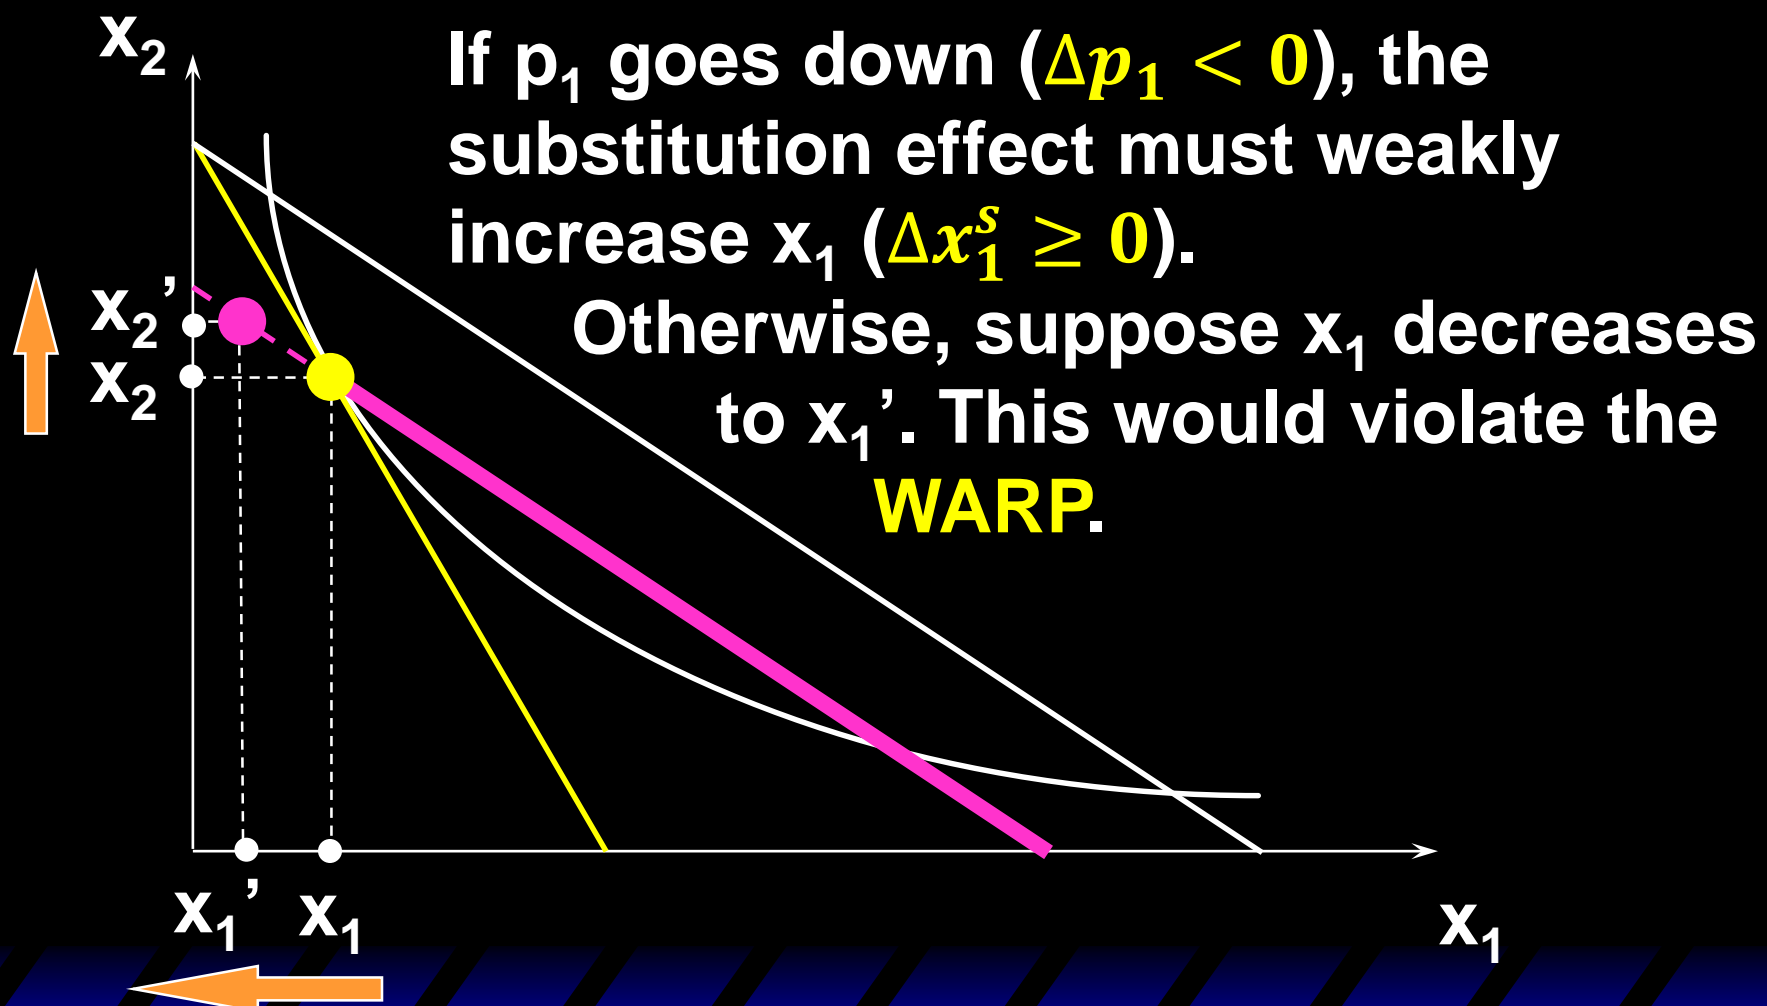 x₂
If p₁ goes down (Δp₁ < 0), the
substitution effect must weakly
increase x₁ (Δx₁ˢ ≥ 0).
Otherwise, suppose x₁ decreases
to x₁’. This would violate the
WARP.
x₂’
x₂
x₁’ x₁
x₁